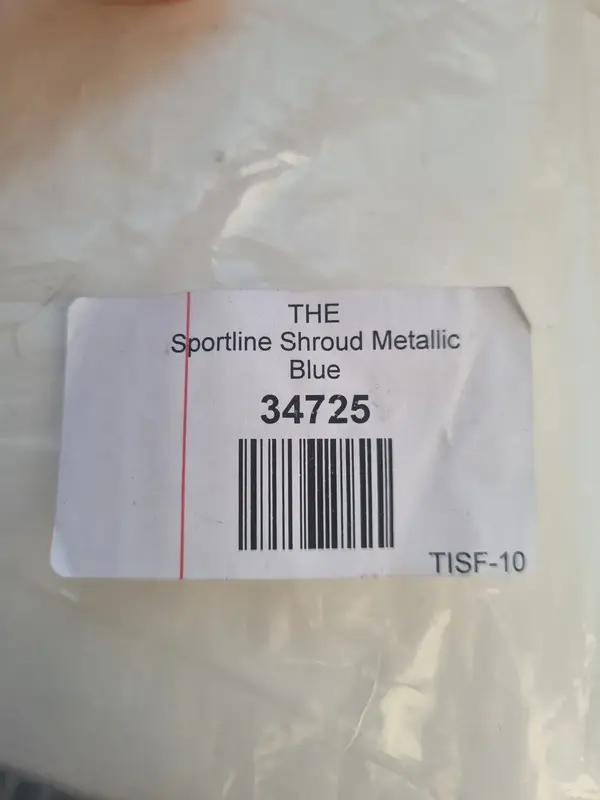 THE
Sportline Shroud Metallic
Blue
34725
TISF-10